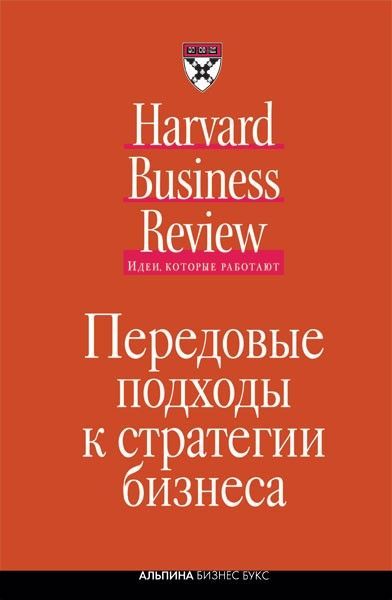 Harvard
Business
Review
Идеи, которые работают
Передовые
подходы
к стратегии
бизнеса
АЛЬПИНА БИЗНЕС БУКС